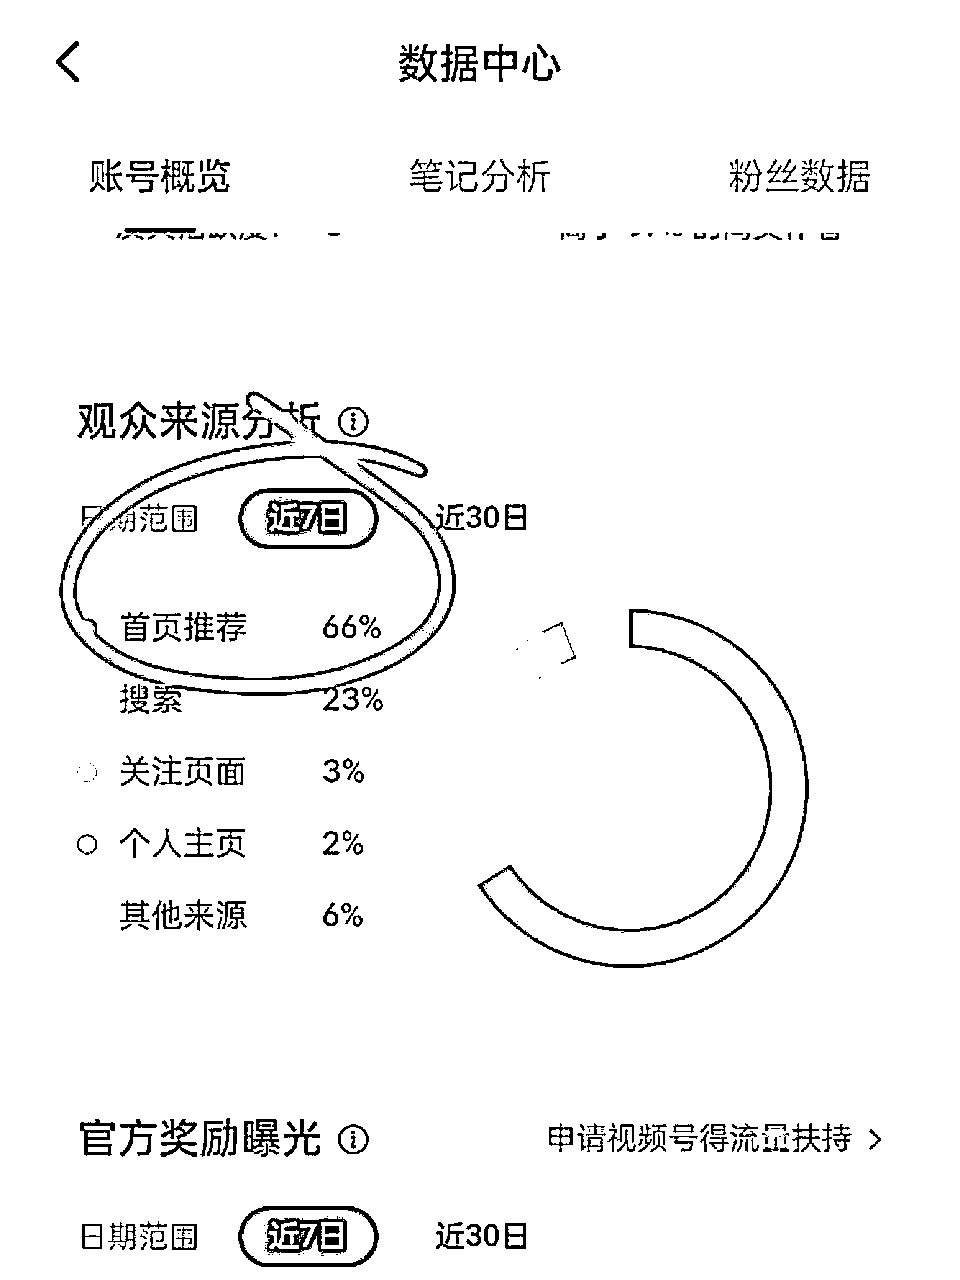 数据中心
账号概览 笔记分析 粉丝数据
观众来源分析
日期范围 近7日 近30日
首页推荐 66%
搜索 23%
关注页面 3%
个人主页 2%
其他来源 6%
官方奖励曝光 申请视频号得流量扶持
日期范围 近7日 近30日